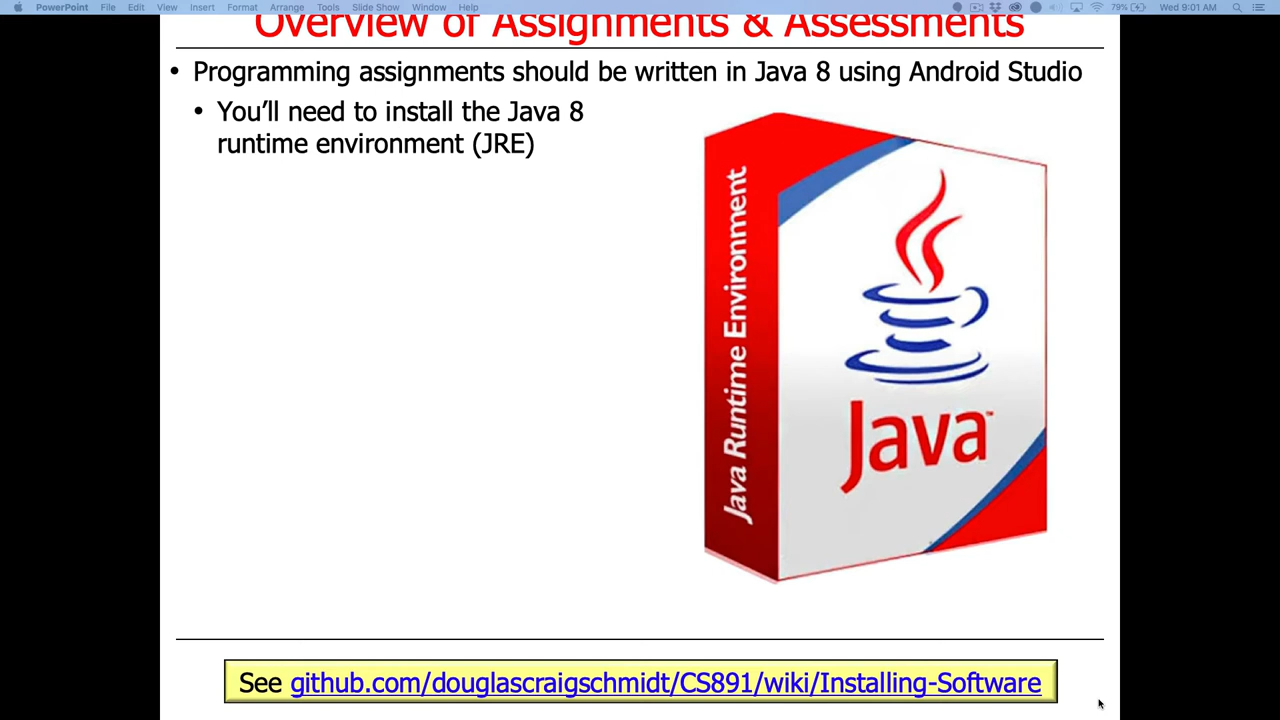 PowerPoint File Edit View Insert Format Arrange Tools Slide Show Window Help 79% Wed 9:01 AM
Overview of Assignments & Assessments
• Programming assignments should be written in Java 8 using Android Studio
• You’ll need to install the Java 8
runtime environment (JRE)
Java Runtime Environment
Java™
See github.com/douglascraigschmidt/CS891/wiki/Installing-Software